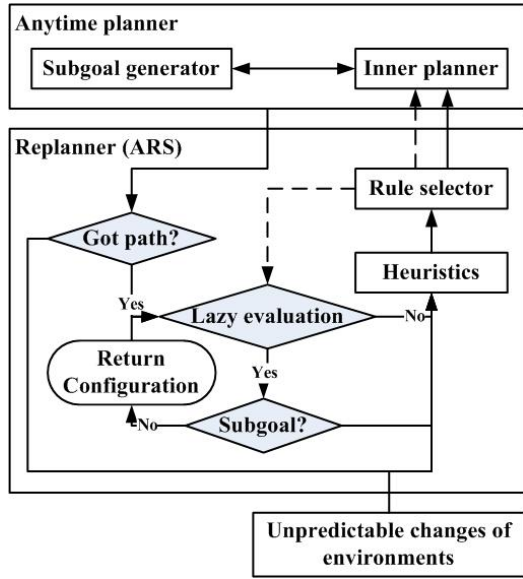 Anytime planner
Subgoal generator
Inner planner
Replanner (ARS)
Rule selector
Got path?
Heuristics
Yes
Lazy evaluation
No
Return
Configuration
Yes
Subgoal?
No
Unpredictable changes of
environments